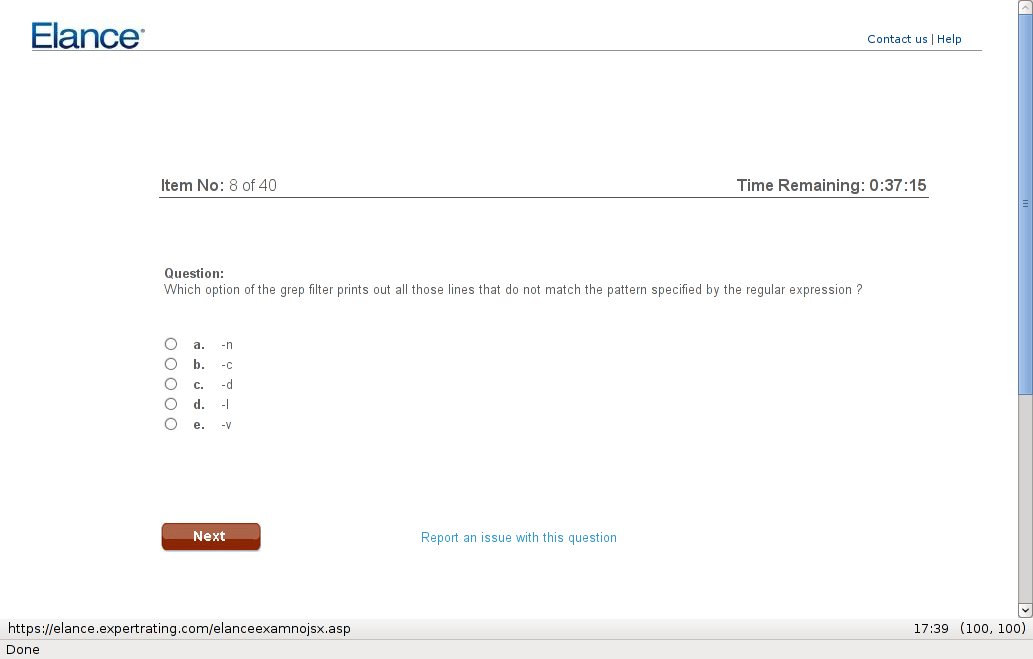 Elance®
Contact us | Help
Item No: 8 of 40
Time Remaining: 0:37:15
Question:
Which option of the grep filter prints out all those lines that do not match the pattern specified by the regular expression ?
a. -n
b. -c
c. -d
d. -l
e. -v
Next
Report an issue with this question
https://elance.expertrating.com/elanceexamnojsx.asp
17:39 (100, 100)
Done